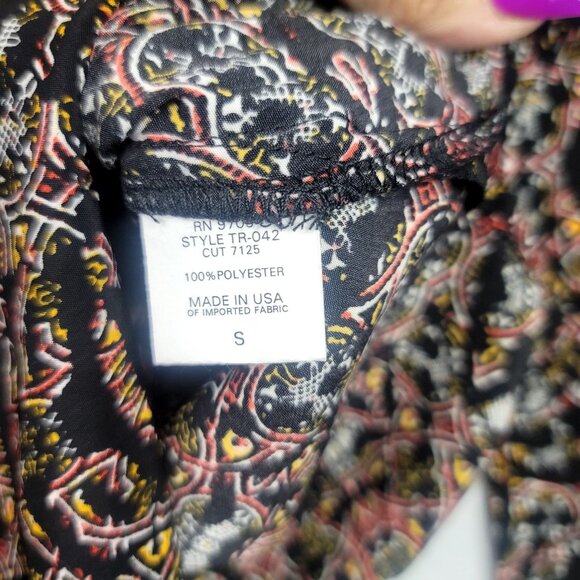 RN
STYLE TR-042
CUT 7125
100%POLYESTER
MADE IN USA
OF IMPORTED FABRIC
S